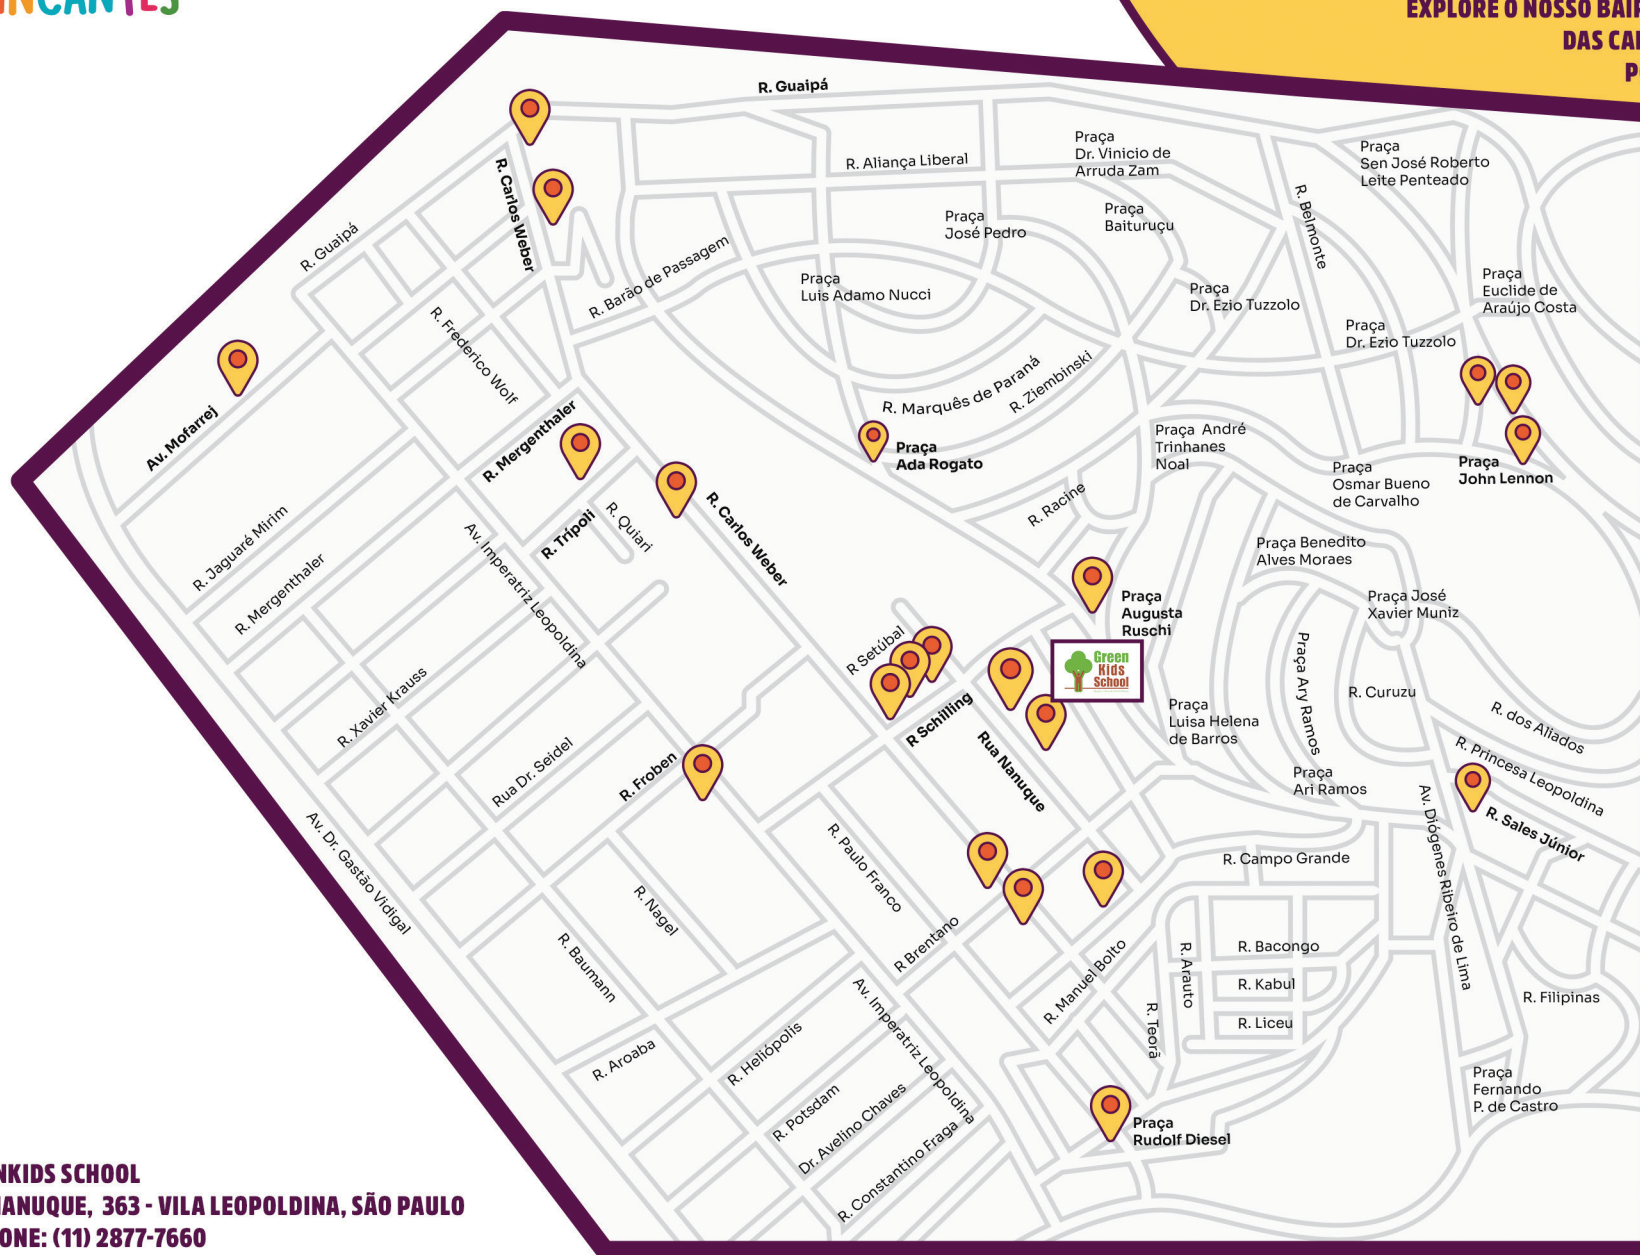 EXPLORE O NOSSO
R. Guaipá
Praça
Dr. Vinicio de
Arruda Zam
Praça
Sen José Roberto
Leite Penteado
R. Aliança Liberal
R. Carlos Weber
R. Belmonte
Praça
José Pedro
Praça
Baituruçu
R. Guaipá
R. Barão de Passagem
Praça
Luis Adamo Nucci
Praça
Dr. Ezio Tuzzolo
Praça
Euclide de
Araújo Costa
Praça
Dr. Ezio Tuzzolo
R. Frederico Wolf
R. Marquês de Paraná
R. Ziembinski
Av. Mofarrej
R. Mergenthaler
Praça
Ada Rogato
Praça André
Trinhanes
Noal
Praça
Osmar Bueno
de Carvalho
Praça
John Lennon
R. Racine
R. Carlos Weber
R. Quiari
R. Trípoli
R. Jaguaré Mirim
R. Mergenthaler
Av. Imperatriz Leopoldina
Praça Benedito
Alves Moraes
Praça
Augusta
Ruschi
Praça José
Xavier Muniz
R Setúbal
Green
Kids
School
Praça Ary Ramos
R. Curuzu
R. Xavier Krauss
R Schilling
Rua Nanuque
Praça
Luisa Helena
de Barros
R. dos Aliados
R. Princesa Leopoldina
Rua Dr. Seidel
R. Froben
Praça
Ari Ramos
Av. Diógenes Ribeiro de Lima
R. Sales Júnior
Av. Dr. Gastão Vidigal
R. Paulo Franco
R. Campo Grande
R. Nagel
R. Baumann
R Brentano
R. Manuel Bolto
R. Arauto
R. Bacongo
R. Kabul
R. Liceu
R. Teorã
R. Filipinas
Av. Imperatriz Leopoldina
R. Aroaba
R. Heliópolis
R. Potsdam
Dr. Avelino Chaves
R. Constantino Fraga
Praça
Fernando
P. de Castro
Praça
Rudolf Diesel
SCHOOL
363 - VILA LEOPOLDINA, SÃO PAULO
(11) 2877-7660